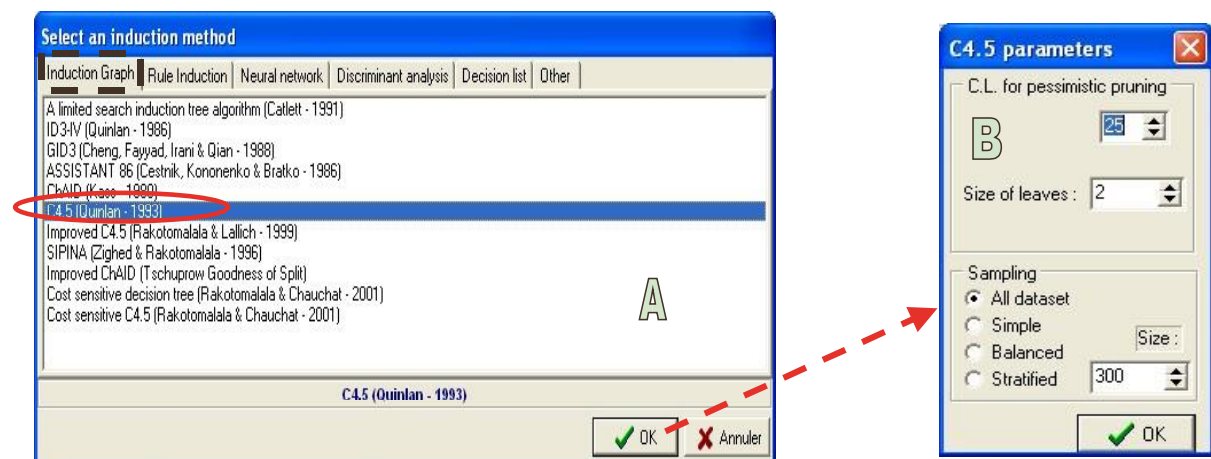 Select an induction method
Induction Graph Rule Induction Neural network Discriminant analysis Decision list Other
A limited search induction tree algorithm (Catlett - 1991)
ID3-IV (Quinlan - 1986)
GID3 (Cheng, Fayyad, Irani & Qian - 1988)
ASSISTANT 86 (Cestnik, Kononenko & Bratko - 1986)
ChAID (Kass - 1980)
C4.5 (Quinlan - 1993)
Improved C4.5 (Rakotomalala & Lallich - 1999)
SIPINA (Zighed & Rakotomalala - 1996)
Improved ChAID (Tschuprow Goodness of Split)
Cost sensitive decision tree (Rakotomalala & Chauchat - 2001)
Cost sensitive C4.5 (Rakotomalala & Chauchat - 2001)
A
C4.5 (Quinlan - 1993)
OK
Annuler
C4.5 parameters
C.L. for pessimistic pruning
25
B
Size of leaves : 2
Sampling
All dataset
Simple
Size :
Balanced
Stratified 300
OK